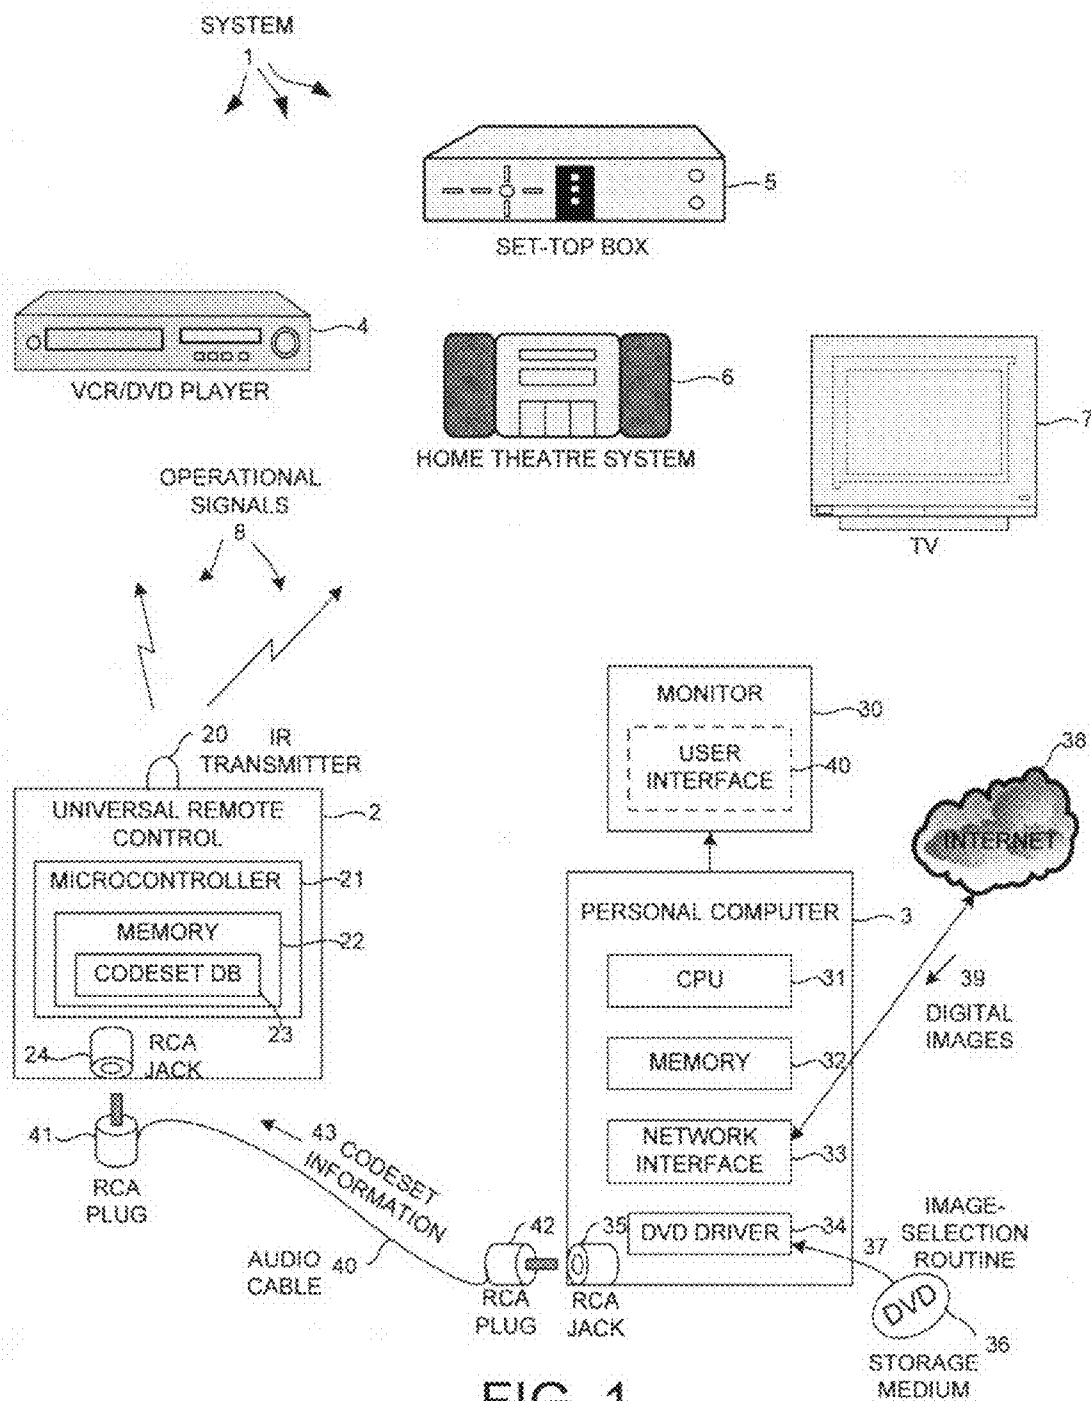 SYSTEM
1
5
SET-TOP BOX
4
VCR/DVD PLAYER
6
HOME THEATRE SYSTEM
7
TV
OPERATIONAL
SIGNALS
8
20
IR
TRANSMITTER
UNIVERSAL REMOTE
CONTROL
2
MICROCONTROLLER
21
MEMORY
22
CODESET DB
23
24
RCA
JACK
41
RCA
PLUG
43
CODESET
INFORMATION
AUDIO
CABLE
40
42
RCA
PLUG
35
RCA
JACK
MONITOR
30
USER
INTERFACE
40
38
INTERNET
PERSONAL COMPUTER
3
CPU
31
39
DIGITAL
IMAGES
MEMORY
32
NETWORK
INTERFACE
33
DVD DRIVER
34
37
IMAGE-
SELECTION
ROUTINE
DVD
36
STORAGE
MEDIUM
FIG. 1